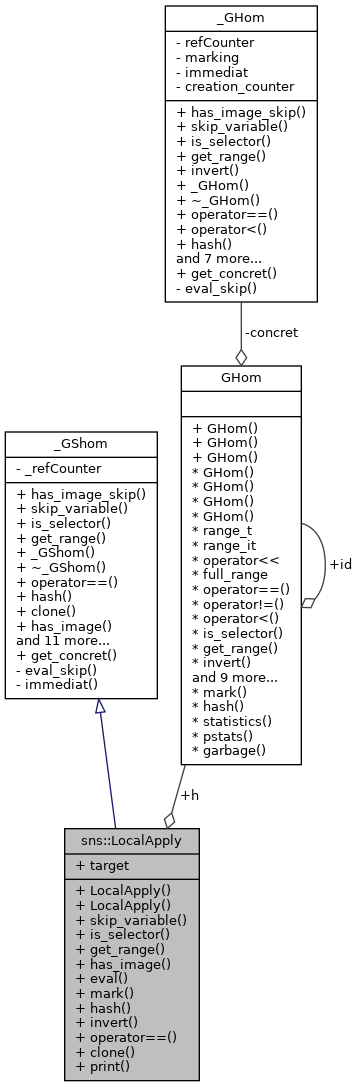 _GHom
- refCounter
- marking
- immediat
- creation_counter
+ has_image_skip()
+ skip_variable()
+ is_selector()
+ get_range()
+ invert()
+ _GHom()
+ ~_GHom()
+ operator==()
+ operator<()
+ hash()
and 7 more...
+ get_concret()
- eval_skip()
-concret
GHom
+ GHom()
+ GHom()
+ GHom()
* GHom()
* GHom()
* GHom()
* GHom()
* range_t
* range_it
* operator<<
* full_range
* operator==()
* operator!=()
* operator<()
* is_selector()
* get_range()
* invert()
and 9 more...
* mark()
* hash()
* statistics()
* pstats()
* garbage()
+id
_GShom
- _refCounter
+ has_image_skip()
+ skip_variable()
+ is_selector()
+ get_range()
+ _GShom()
+ ~_GShom()
+ operator==()
+ hash()
+ clone()
+ has_image()
and 11 more...
+ get_concret()
- eval_skip()
- immediat()
+h
sns::LocalApply
+ target
+ LocalApply()
+ LocalApply()
+ skip_variable()
+ is_selector()
+ get_range()
+ has_image()
+ eval()
+ mark()
+ hash()
+ invert()
+ operator==()
+ clone()
+ print()